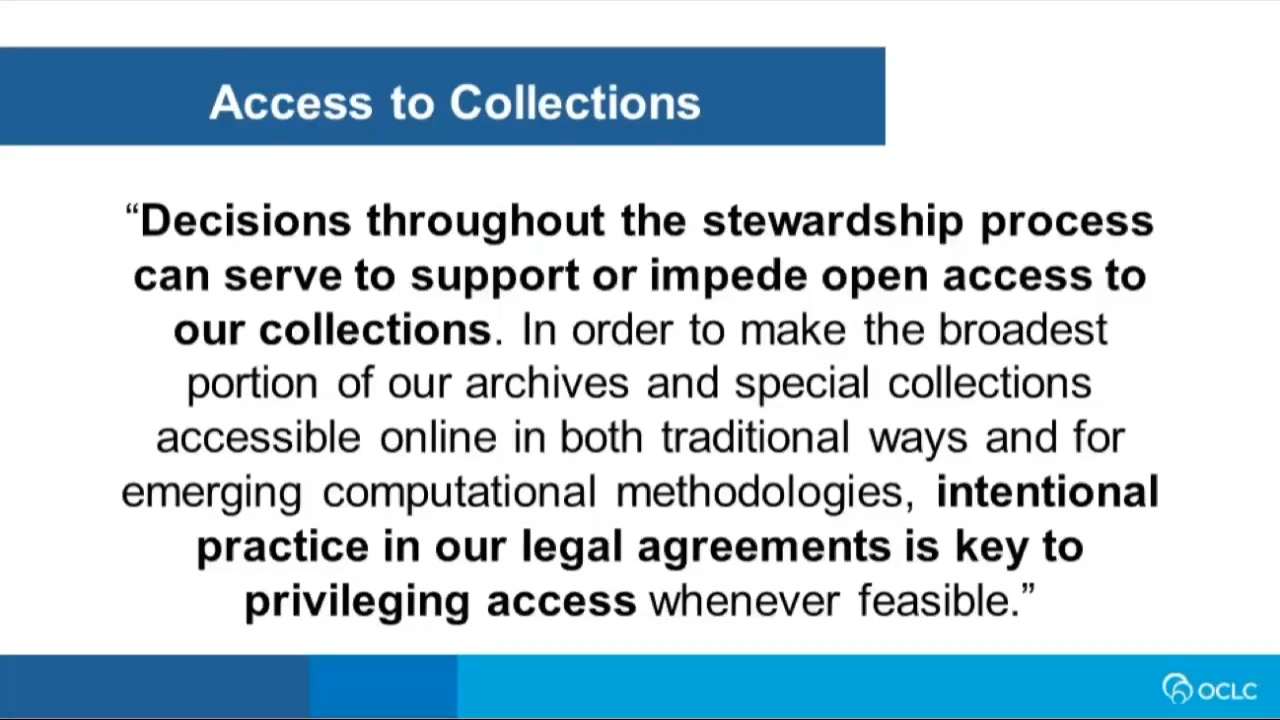 Access to Collections
“Decisions throughout the stewardship process
can serve to support or impede open access to
our collections. In order to make the broadest
portion of our archives and special collections
accessible online in both traditional ways and for
emerging computational methodologies, intentional
practice in our legal agreements is key to
privileging access whenever feasible.”
OCLC